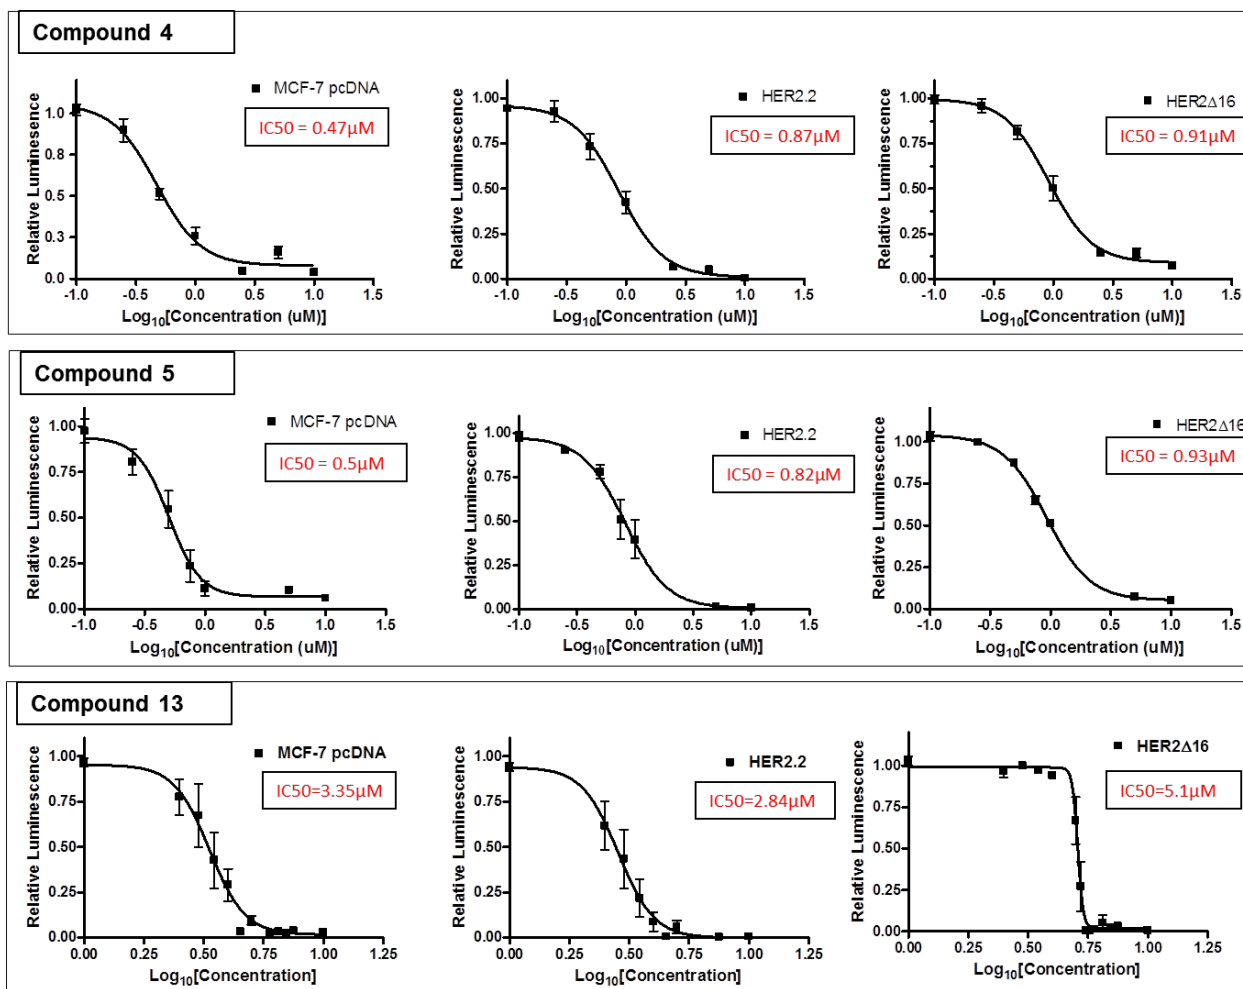 Compound 4
MCF-7 pcDNA
IC50 = 0.47µM
Relative Luminesence
1.0
0.8
0.5
0.3
0.0
-1.0 -0.5 0.0 0.5 1.0 1.5
Log10[Concentration (uM)]
HER2.2
IC50 = 0.87µM
Relative Luminescence
1.00
0.75
0.50
0.25
0.00
-1.0 -0.5 0.0 0.5 1.0 1.5
Log10[Concentration (uM)]
HER2Δ16
IC50 = 0.91µM
Relative Luminescence
1.00
0.75
0.50
0.25
0.00
-1.0 -0.5 0.0 0.5 1.0 1.5
Log10[Concentration (uM)]
Compound 5
MCF-7 pcDNA
IC50 = 0.5µM
Relative Luminescence
1.00
0.75
0.50
0.25
0.00
-1.0 -0.5 0.0 0.5 1.0 1.5
Log10[Concentration (uM)]
HER2.2
IC50 = 0.82µM
Relative Luminescence
1.00
0.75
0.50
0.25
0.00
-1.0 -0.5 0.0 0.5 1.0 1.5
Log10[Concentration (uM)]
HER2Δ16
IC50 = 0.93µM
Relative Luminescence
1.00
0.75
0.50
0.25
0.00
-1.0 -0.5 0.0 0.5 1.0 1.5
Log10[Concentration (uM)]
Compound 13
MCF-7 pcDNA
IC50=3.35µM
Relative Luminescence
1.00
0.75
0.50
0.25
0.00
0.00 0.25 0.50 0.75 1.00 1.25
Log10[Concentration]
HER2.2
IC50=2.84µM
Relative Luminescence
1.00
0.75
0.50
0.25
0.00
0.00 0.25 0.50 0.75 1.00 1.25
Log10[Concentration]
HER2Δ16
IC50=5.1µM
Relative Luminescence
1.00
0.75
0.50
0.25
0.00
0.00 0.25 0.50 0.75 1.00 1.25
Log10[Concentration]